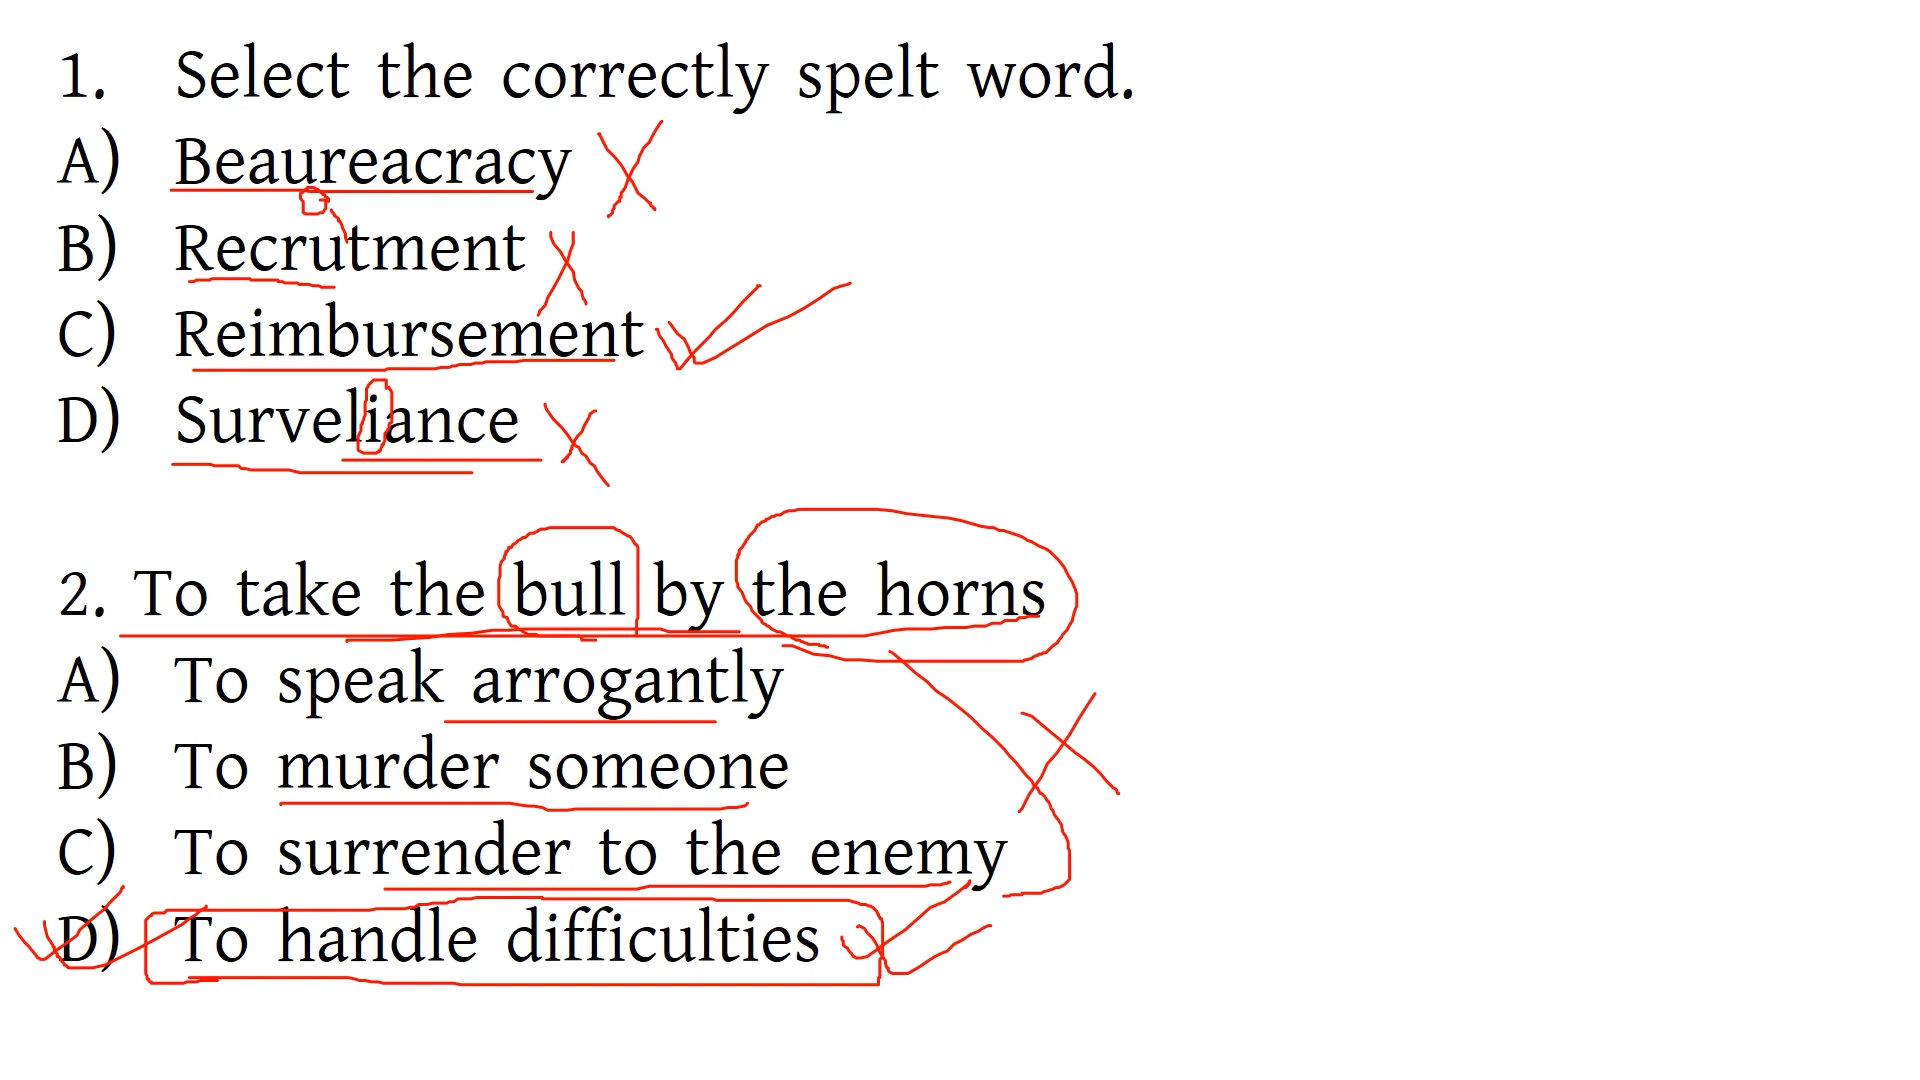 1. Select the correctly spelt word.
A) Beaureacracy
B) Recrutment
C) Reimbursement
D) Surveliance
2. To take the bull by the horns
A) To speak arrogantly
B) To murder someone
C) To surrender to the enemy
D) To handle difficulties